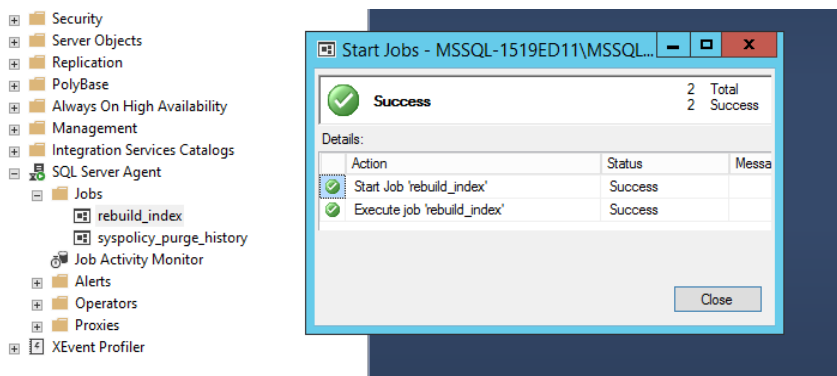 Security
Server Objects
Replication
PolyBase
Always On High Availability
Management
Integration Services Catalogs
SQL Server Agent
Jobs
rebuild_index
syspolicy_purge_history
Job Activity Monitor
Alerts
Operators
Proxies
XEvent Profiler
Start Jobs - MSSQL-1519ED11\MSSQL...
Success 2 Total
2 Success
Details:
Action Status Messa
Start Job 'rebuild_index' Success
Execute job 'rebuild_index' Success
Close